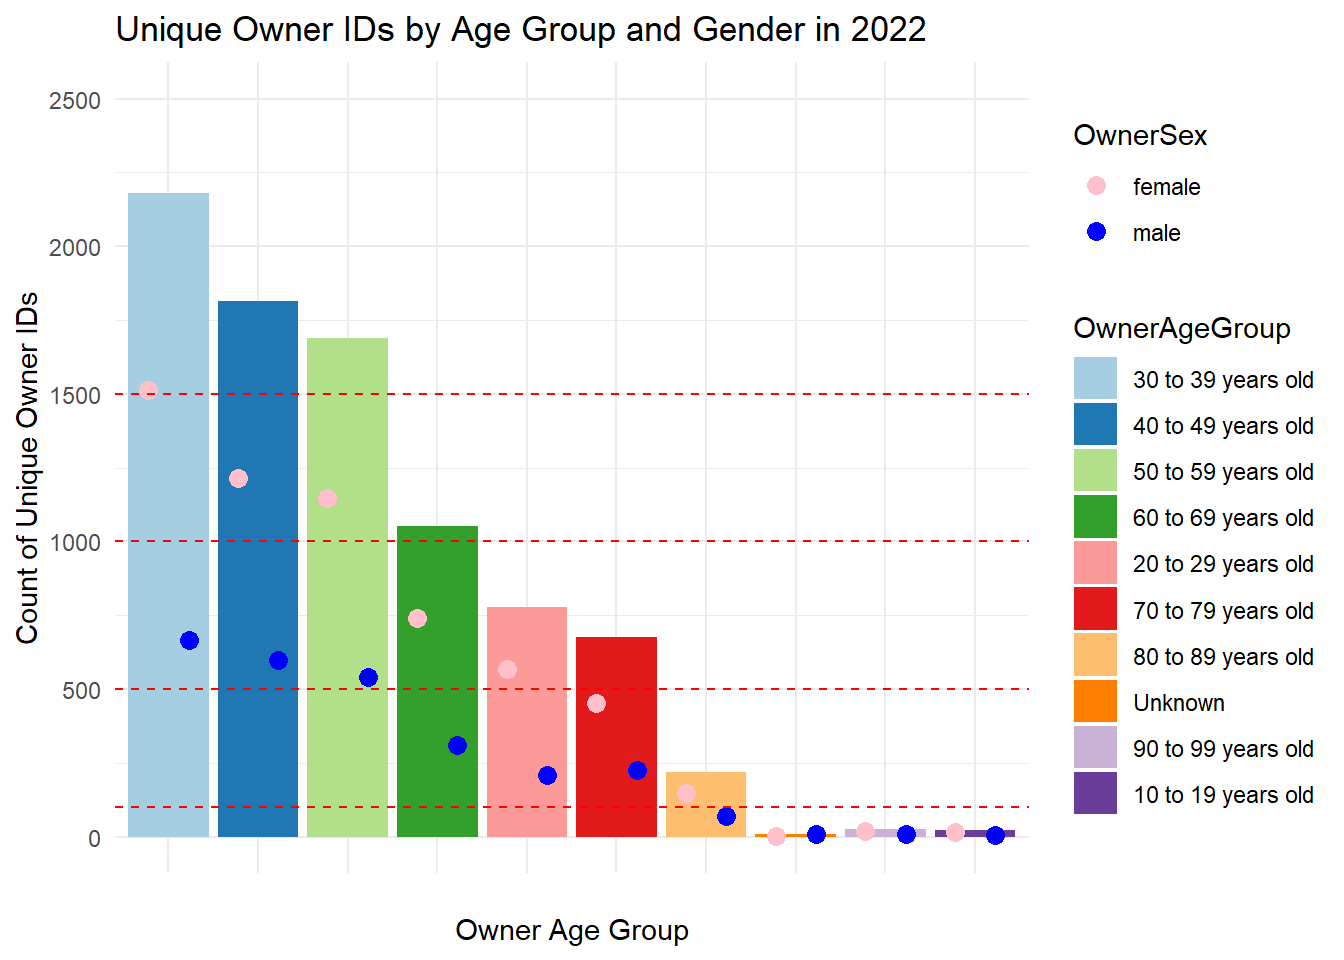 Unique Owner IDs by Age Group and Gender in 2022
Count of Unique Owner IDs
2500
2000
1500
1000
500
0
Owner Age Group
OwnerSex
female
male
OwnerAgeGroup
30 to 39 years old
40 to 49 years old
50 to 59 years old
60 to 69 years old
20 to 29 years old
70 to 79 years old
80 to 89 years old
Unknown
90 to 99 years old
10 to 19 years old